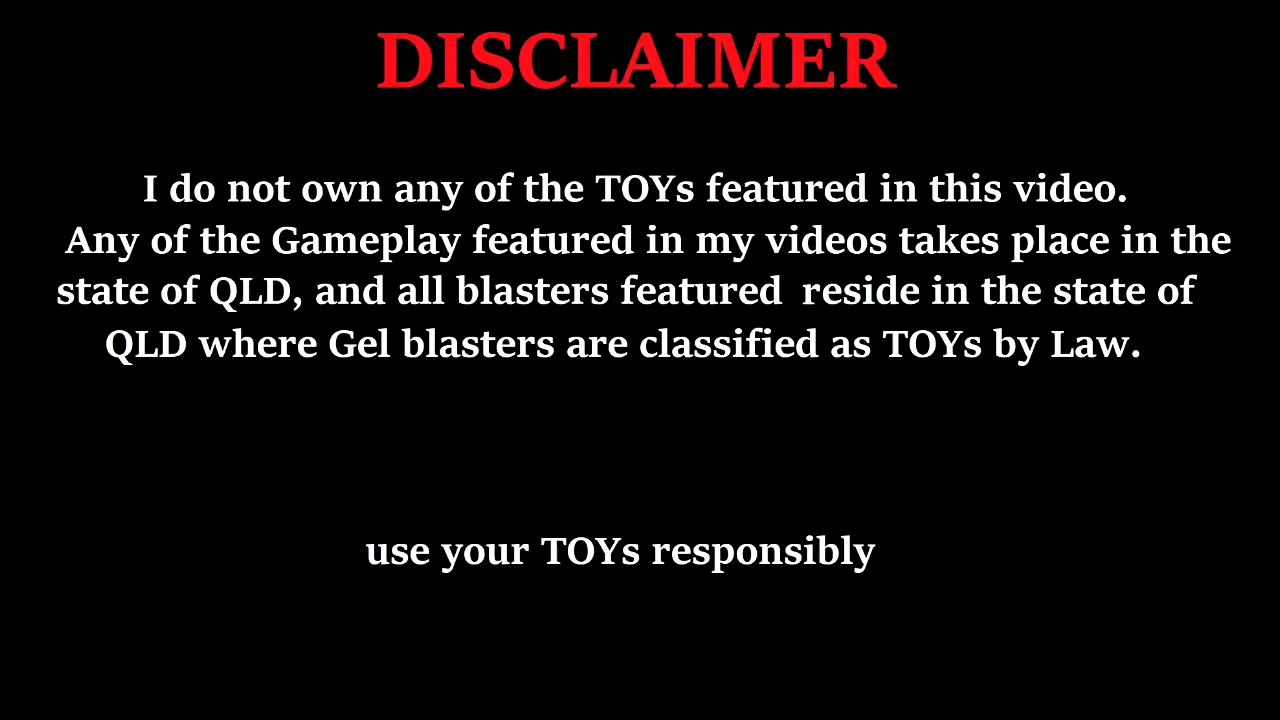 DISCLAIMER
I do not own any of the TOYs featured in this video.
Any of the Gameplay featured in my videos takes place in the
state of QLD, and all blasters featured reside in the state of
QLD where Gel blasters are classified as TOYs by Law.
use your TOYs responsibly